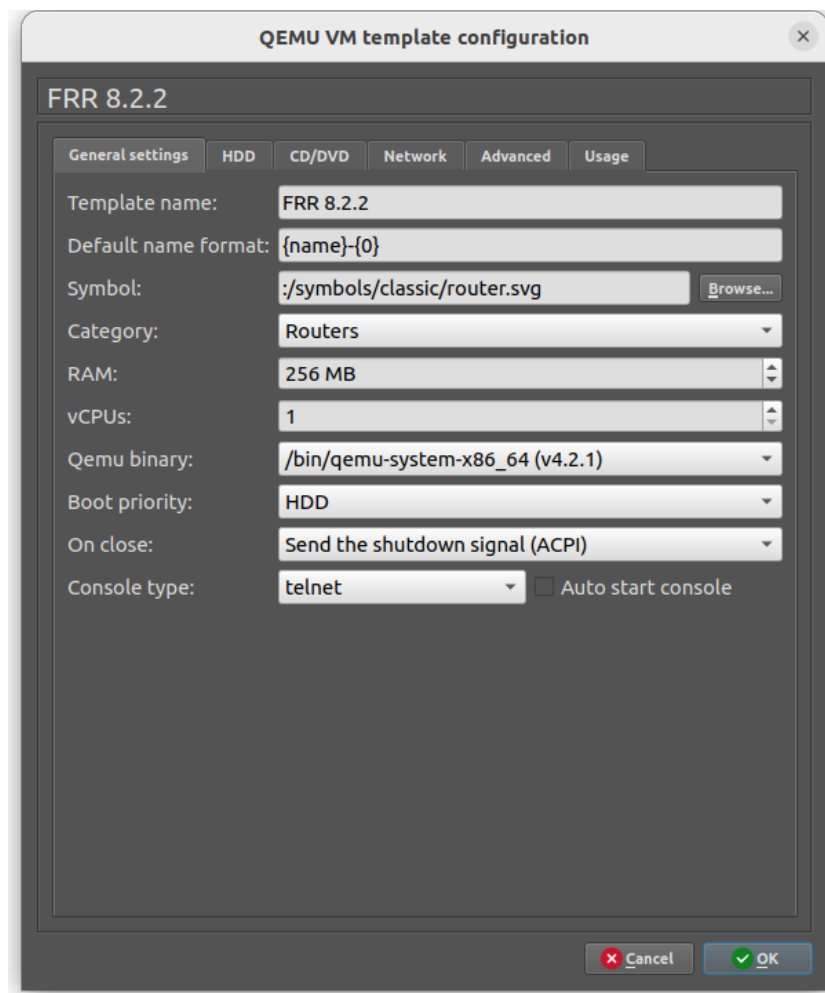 QEMU VM template configuration
FRR 8.2.2
General settings HDD CD/DVD Network Advanced Usage
Template name: FRR 8.2.2
Default name format: {name}-{0}
Symbol: :/symbols/classic/router.svg Browse...
Category: Routers
RAM: 256 MB
vCPUs: 1
Qemu binary: /bin/qemu-system-x86_64 (v4.2.1)
Boot priority: HDD
On close: Send the shutdown signal (ACPI)
Console type: telnet Auto start console
Cancel OK